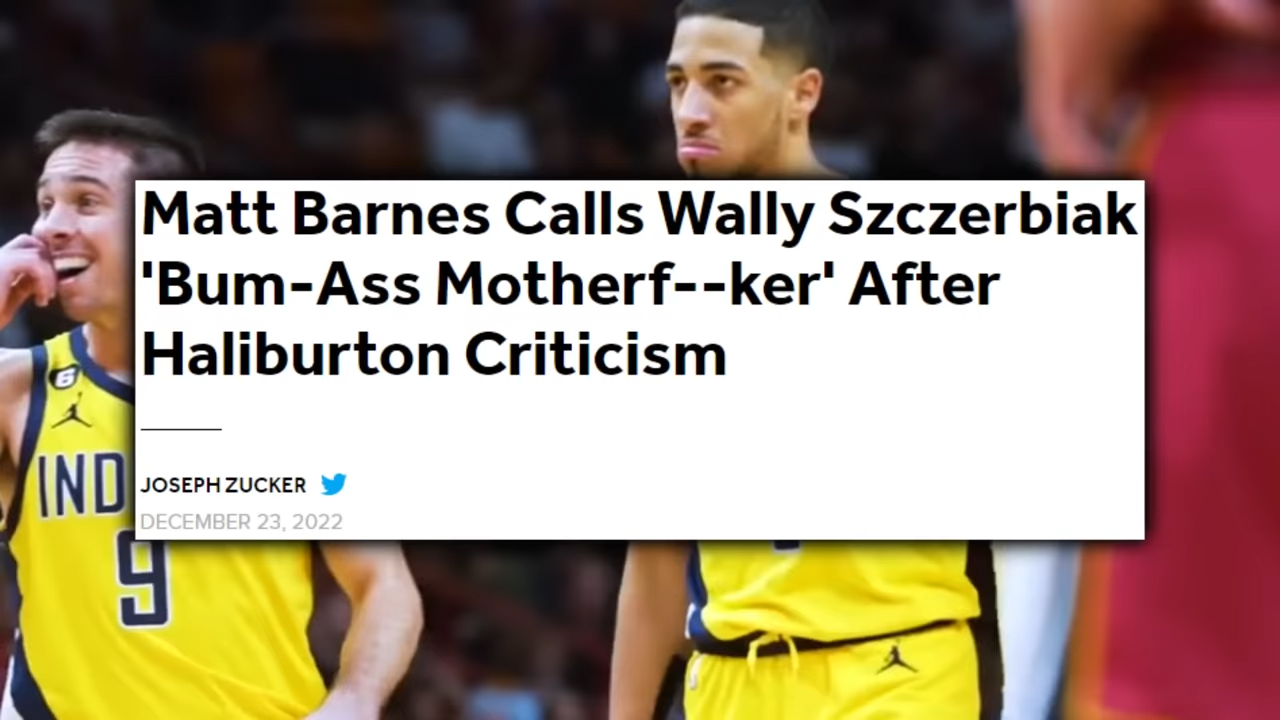 Matt Barnes Calls Wally Szczerbiak
'Bum-Ass Motherf--ker' After
Haliburton Criticism
JOSEPH ZUCKER
DECEMBER 23, 2022
6
IND
9